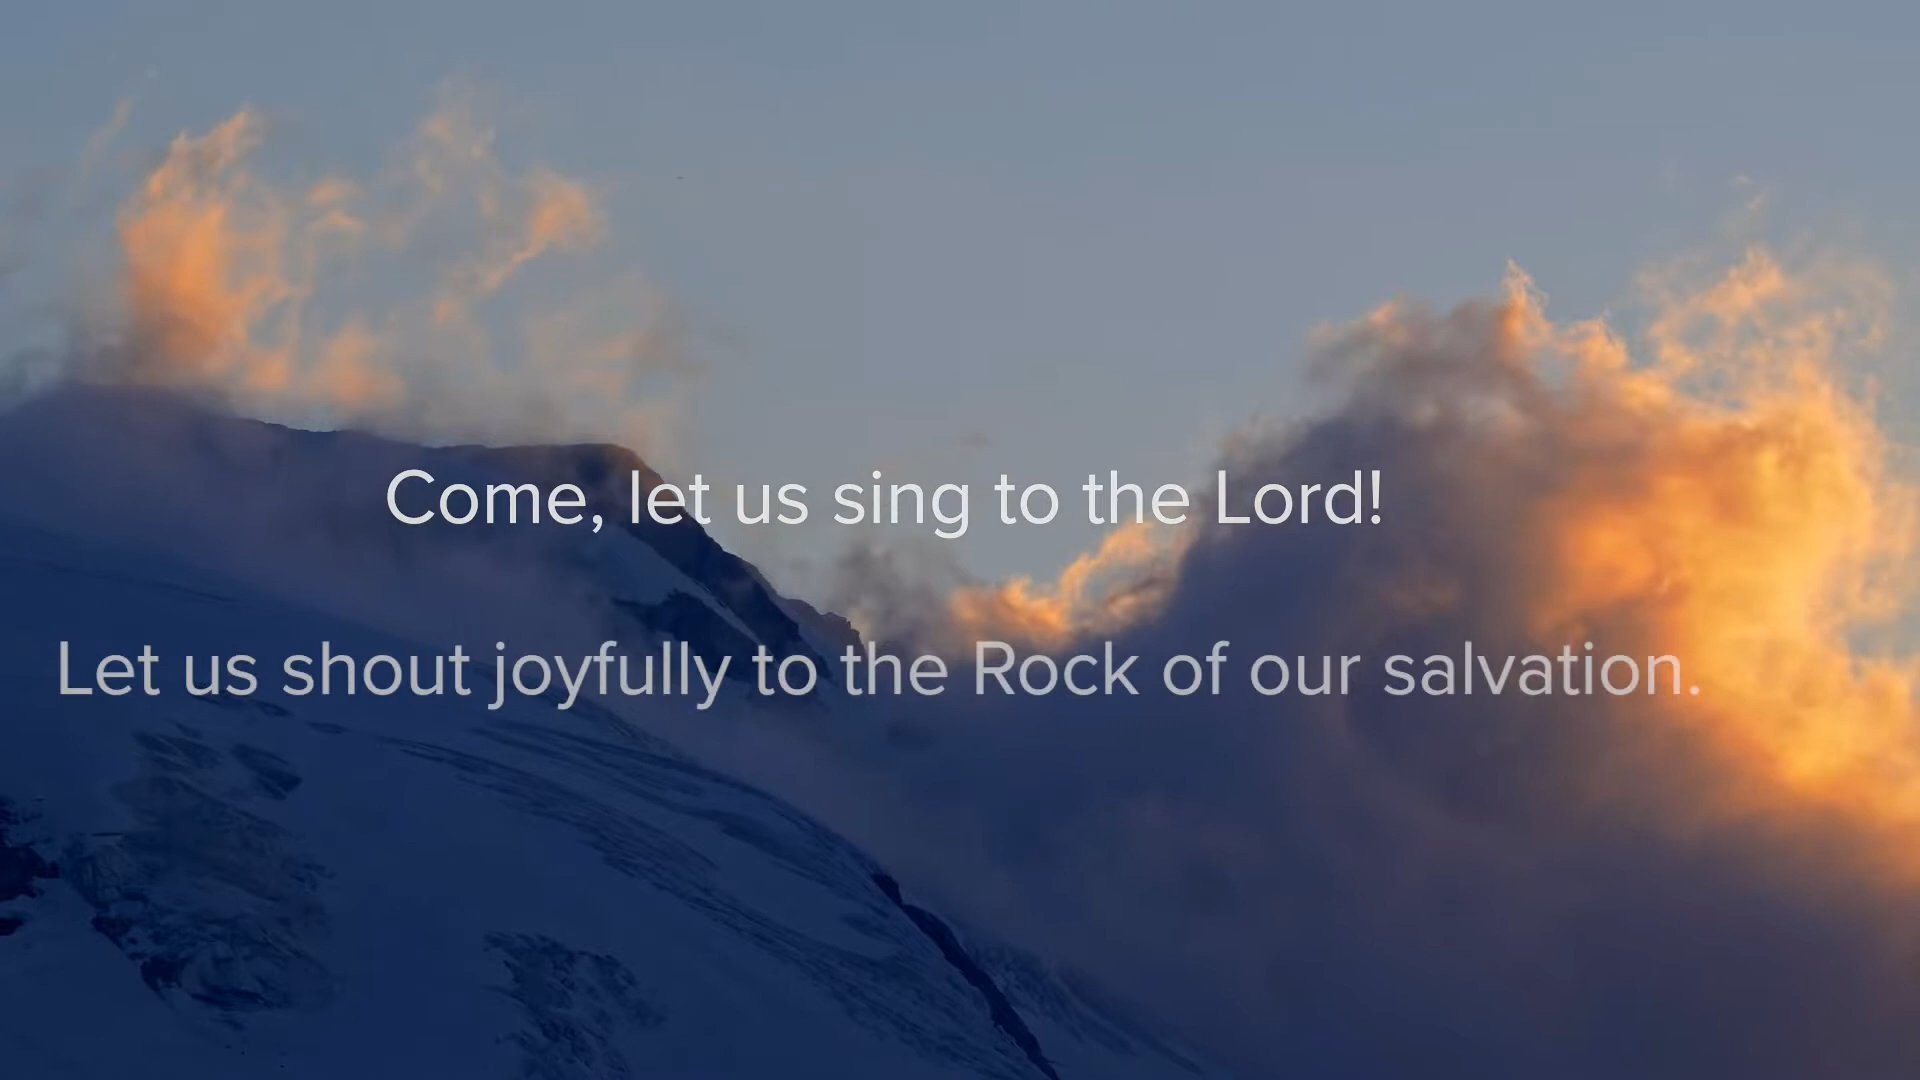 Come, let us sing to the Lord!
Let us shout joyfully to the Rock of our salvation.